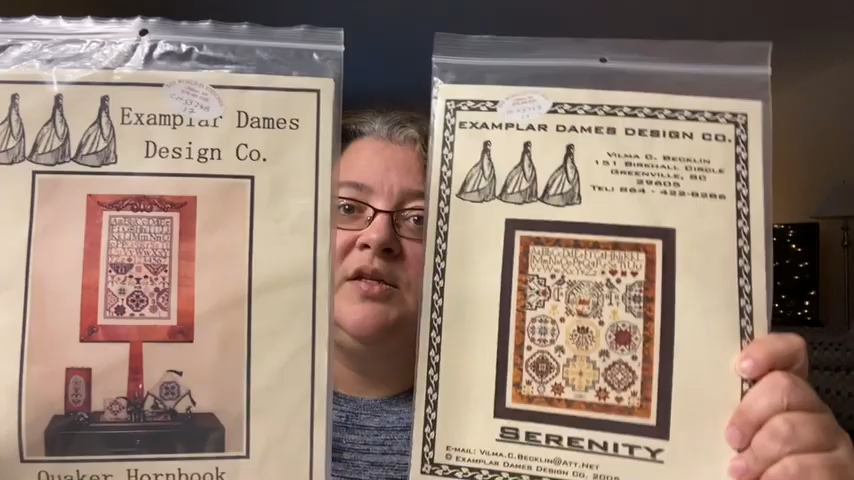 Examplar Dames
Design Co.
Quaker Hornbook
EXAMPLAR DAMES DESIGN CO.
VILMA C. BECKLIN
151 BIRKHALL CIRCLE
GREENVILLE, SC
29605
TEL: 864 - 422-8286
SERENITY
E-MAIL: VILMA.C.BECKLIN@ATT.NET
© EXAMPLAR DAMES DESIGN CO. 2005